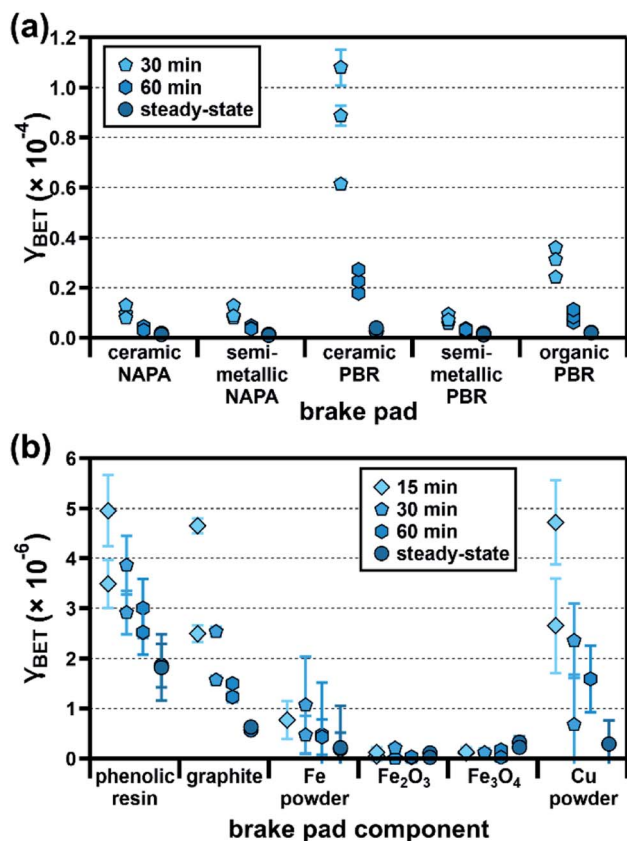 (a)
γBET (× 10⁻⁴)
1.2
1.0
0.8
0.6
0.4
0.2
0.0
30 min
60 min
steady-state
ceramic NAPA
semi-metallic NAPA
ceramic PBR
semi-metallic PBR
organic PBR
brake pad
(b)
γBET (× 10⁻⁶)
6
5
4
3
2
1
0
15 min
30 min
60 min
steady-state
phenolic resin
graphite
Fe powder
Fe₂O₃
Fe₃O₄
Cu powder
brake pad component